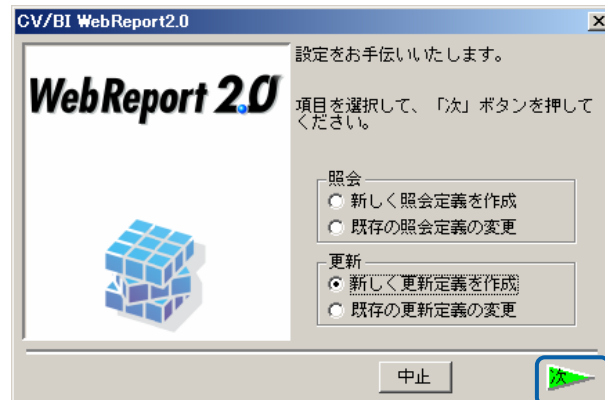 CV/BI WebReport2.0
WebReport 2.0
設定をお手伝いいたします。
項目を選択して、「次」ボタンを押して
ください。
照会
新しく照会定義を作成
既存の照会定義の変更
更新
新しく更新定義を作成
既存の更新定義の変更
中止
次